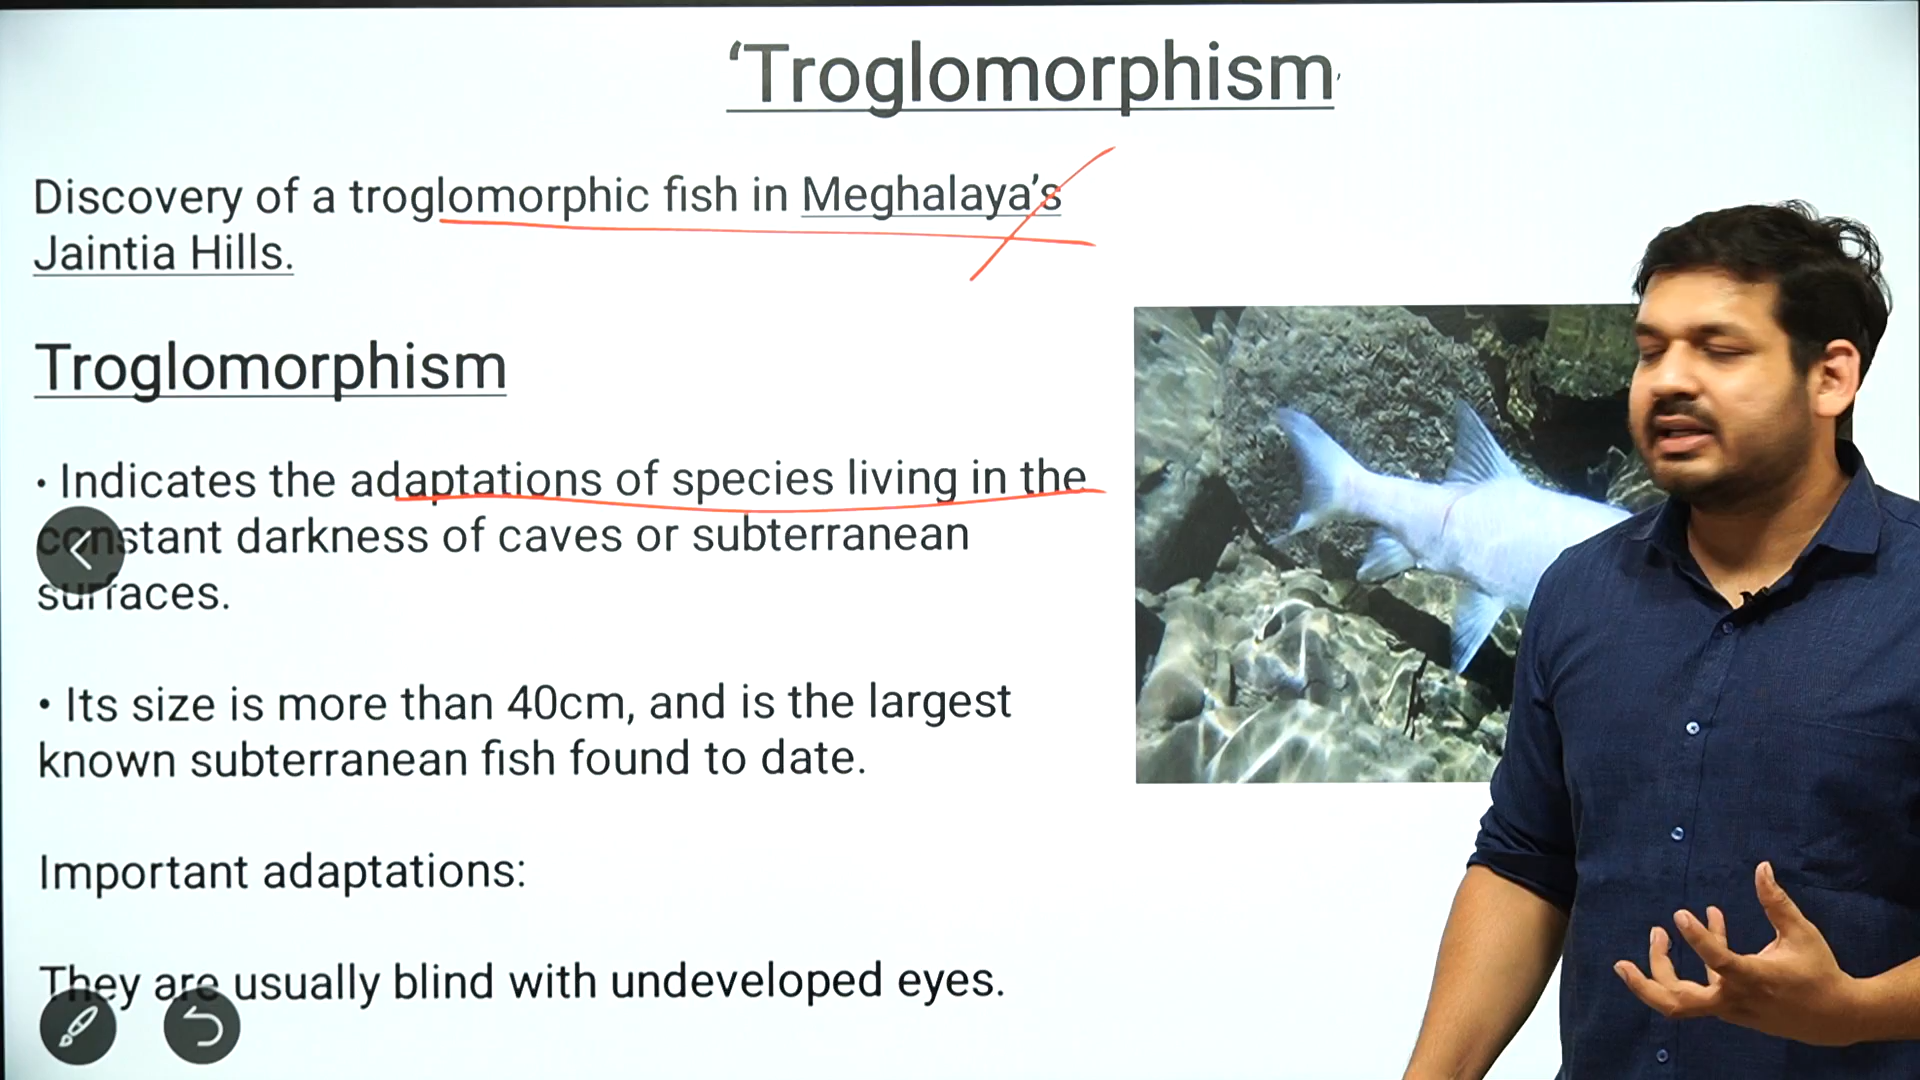 ‘Troglomorphism’
Discovery of a troglomorphic fish in Meghalaya’s
Jaintia Hills.
Troglomorphism
• Indicates the adaptations of species living in the
constant darkness of caves or subterranean
surfaces.
• Its size is more than 40cm, and is the largest
known subterranean fish found to date.
Important adaptations:
They are usually blind with undeveloped eyes.